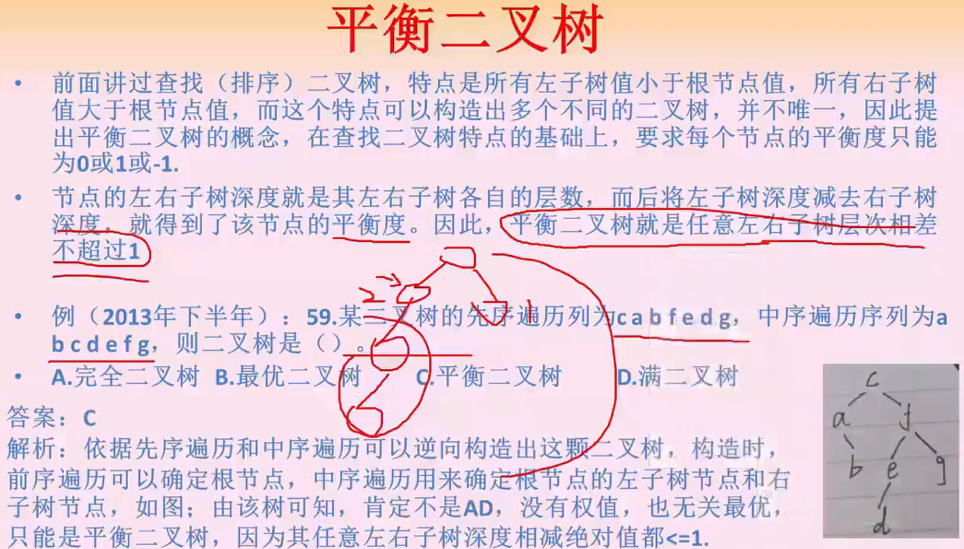 平衡二叉树
• 前面讲过查找（排序）二叉树，特点是所有左子树值小于根节点值，所有右子树
值大于根节点值，而这个特点可以构造出多个不同的二叉树，并不唯一，因此提
出平衡二叉树的概念，在查找二叉树特点的基础上，要求每个节点的平衡度只能
为0或1或-1.
• 节点的左右子树深度就是其左右子树各自的层数，而后将左子树深度减去右子树
深度，就得到了该节点的平衡度。因此，平衡二叉树就是任意左右子树层次相差
不超过1
2 1
• 例（2013年下半年）：59.某二叉树的先序遍历列为c a b f e d g，中序遍历序列为a
b c d e f g，则二叉树是（）。
• A.完全二叉树 B.最优二叉树 C.平衡二叉树 D.满二叉树
答案：C
解析：依据先序遍历和中序遍历可以逆向构造出这颗二叉树，构造时，
前序遍历可以确定根节点，中序遍历用来确定根节点的左子树节点和右
子树节点，如图；由该树可知，肯定不是AD，没有权值，也无关最优，
只能是平衡二叉树，因为其任意左右子树深度相减绝对值都<=1.
c
a f
b e g
d